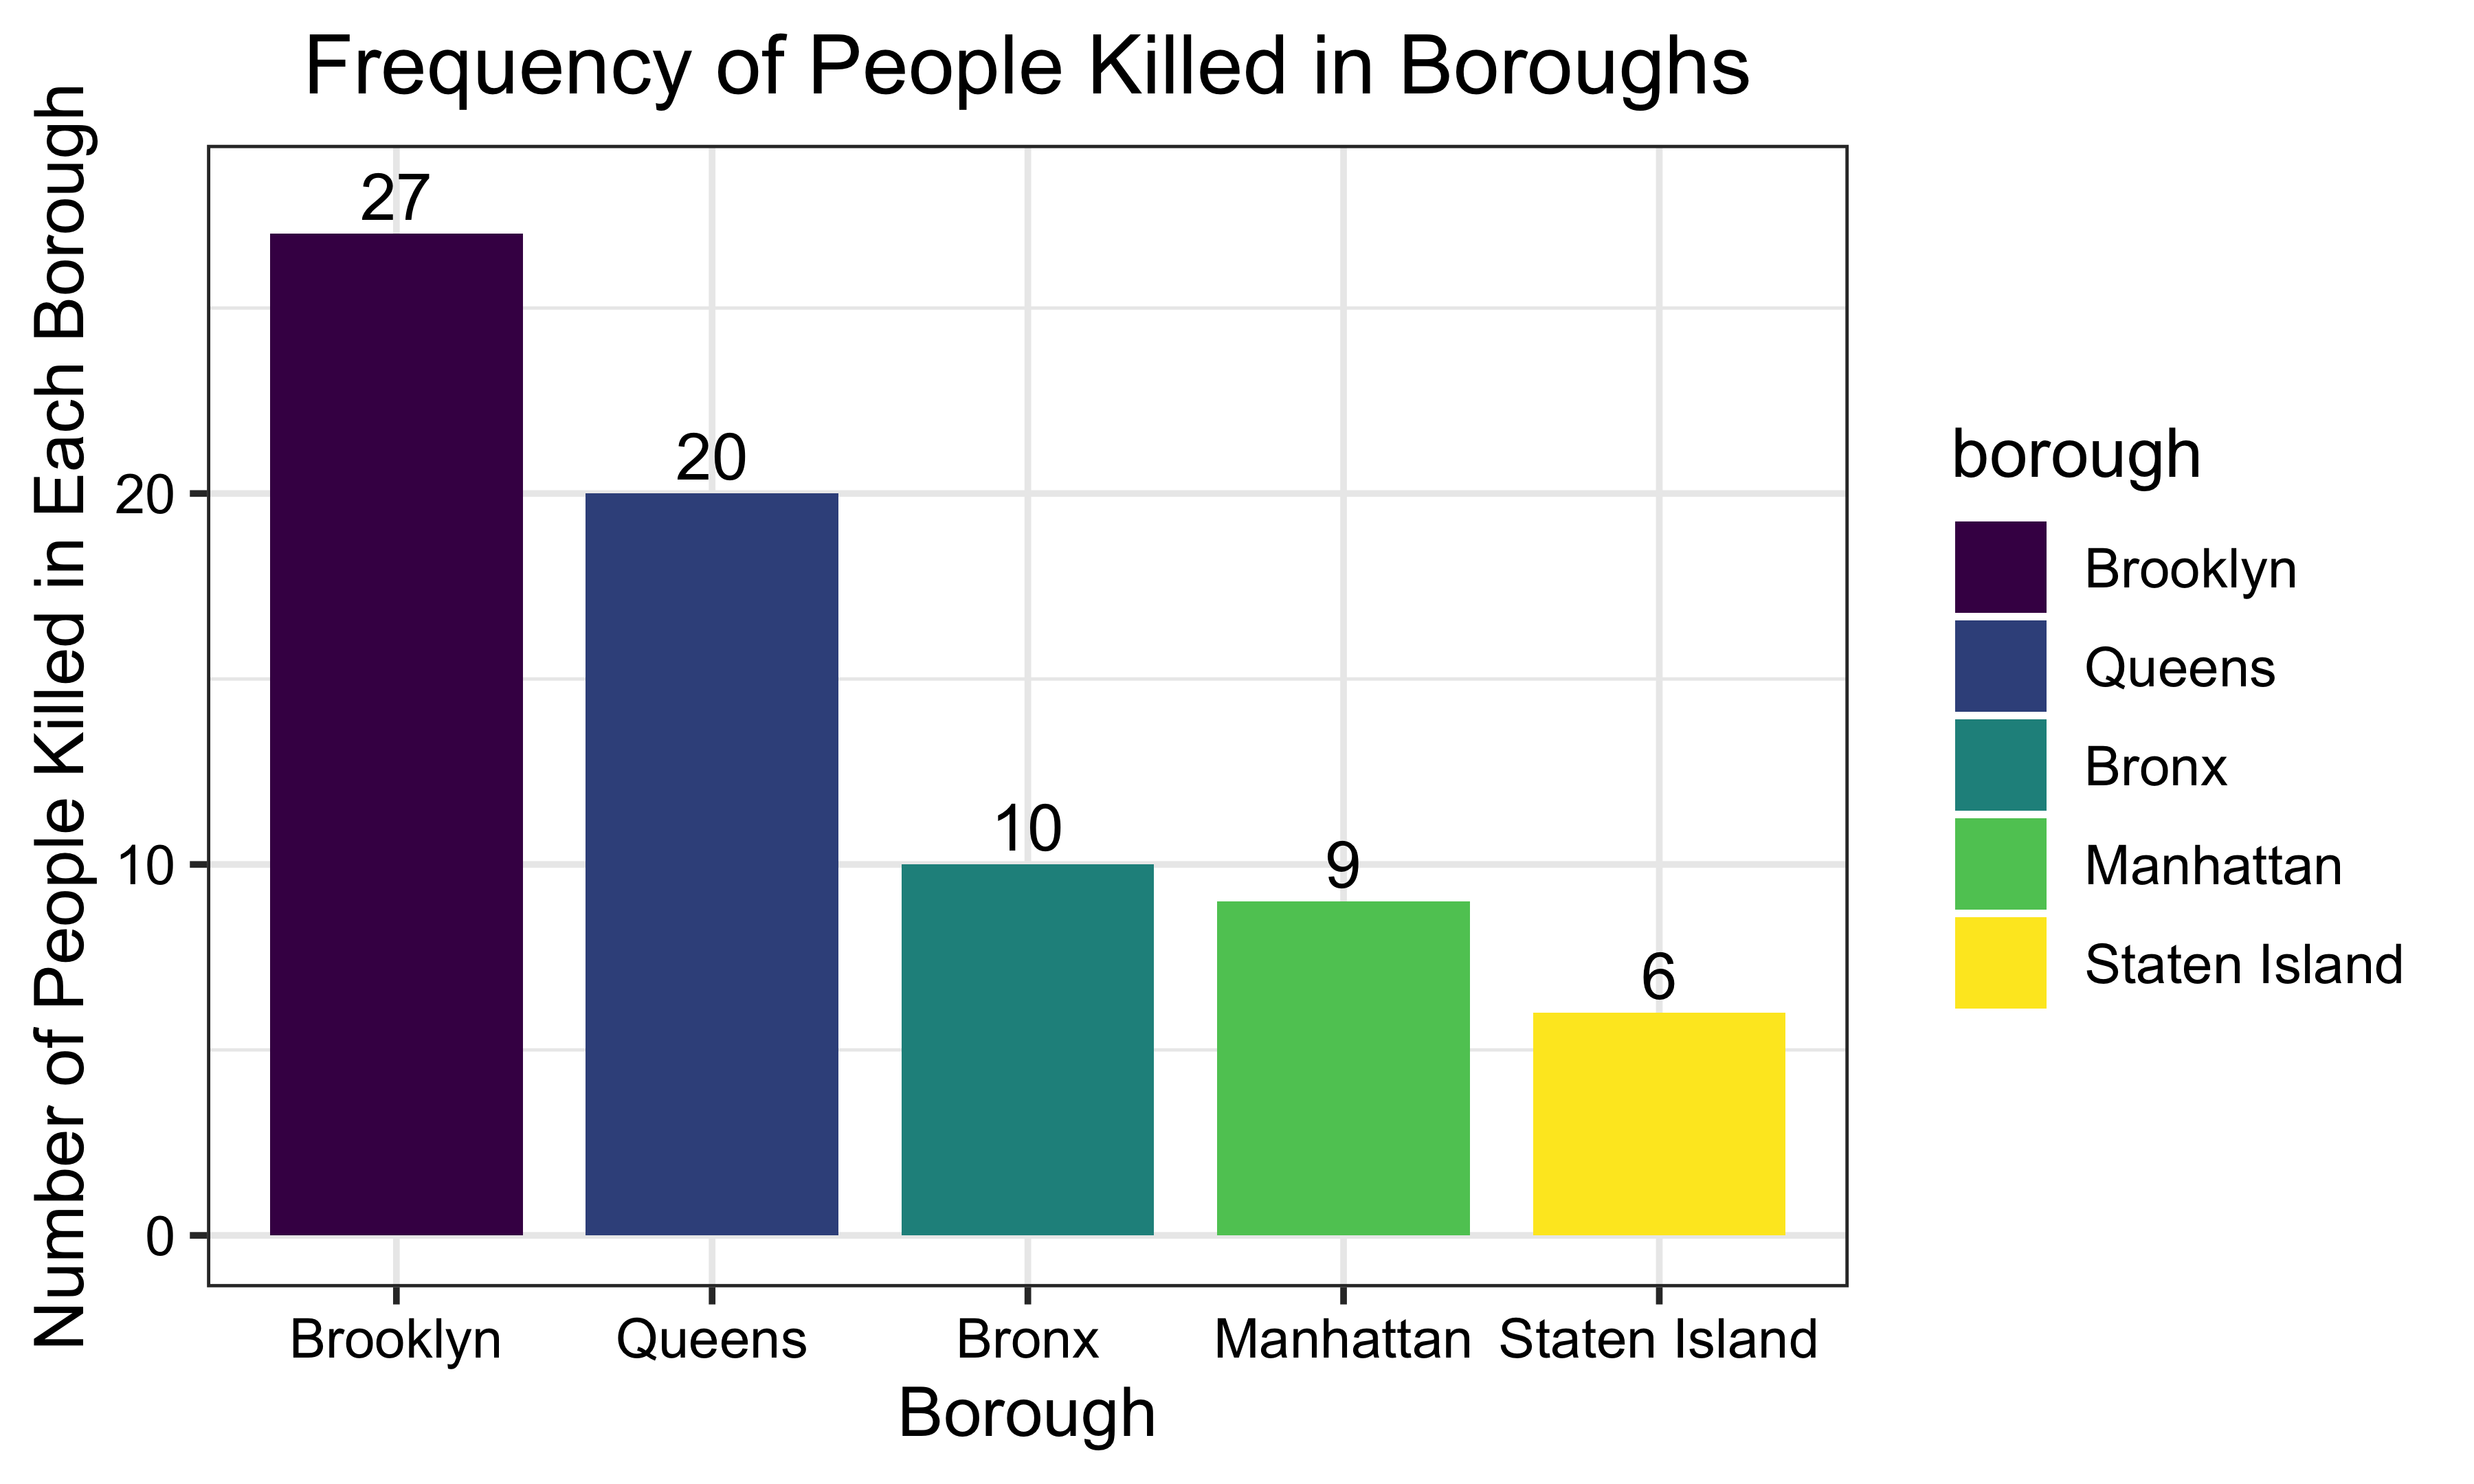 Frequency of People Killed in Boroughs
Number of People Killed in Each Borough
27
20
10
9
6
20
10
0
Brooklyn
Queens
Bronx
Manhattan
Staten Island
Borough
borough
Brooklyn
Queens
Bronx
Manhattan
Staten Island